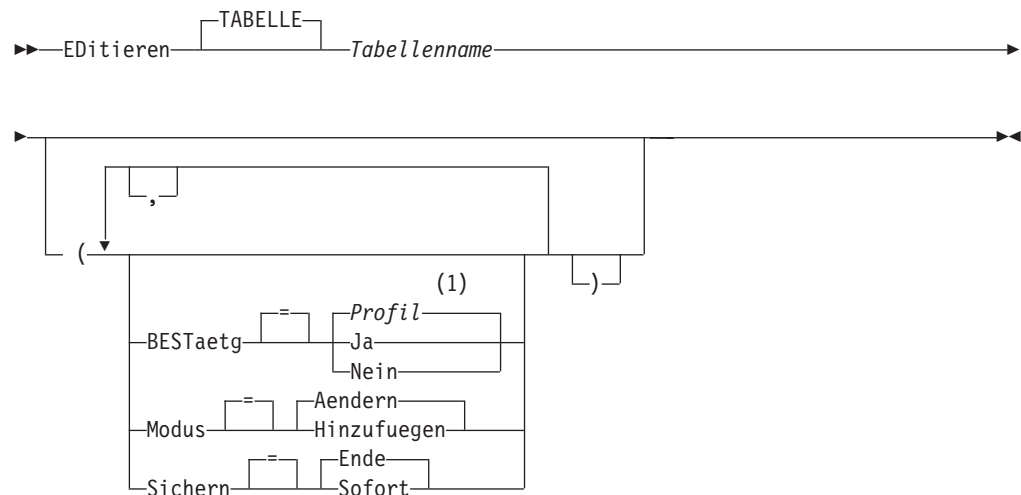 TABELLE
EDitieren Tabellenname
,
(
)
(1)
= Profil
BESTaetg Ja
Nein
= Aendern
Modus Hinzufuegen
= Ende
Sichern Sofort